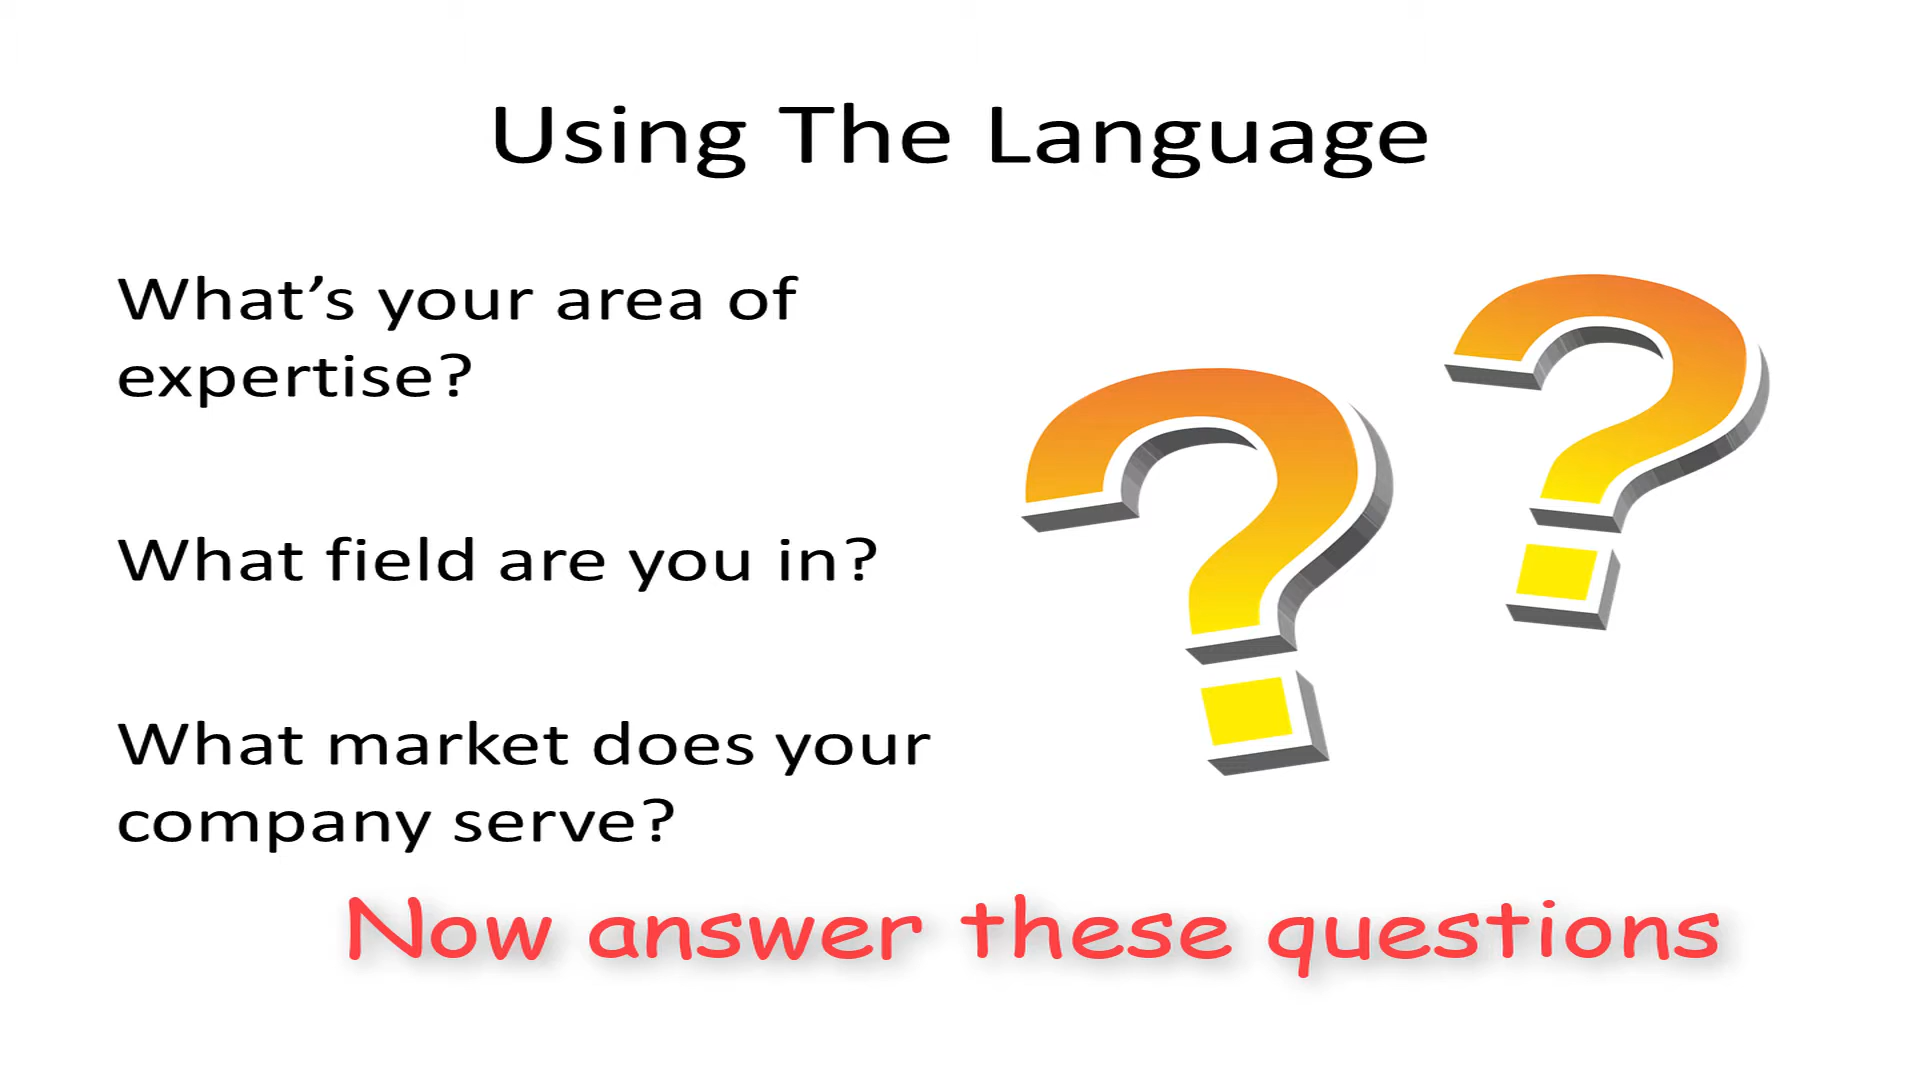 Using The Language
What’s your area of
expertise?
What field are you in?
What market does your
company serve?
Now answer these questions